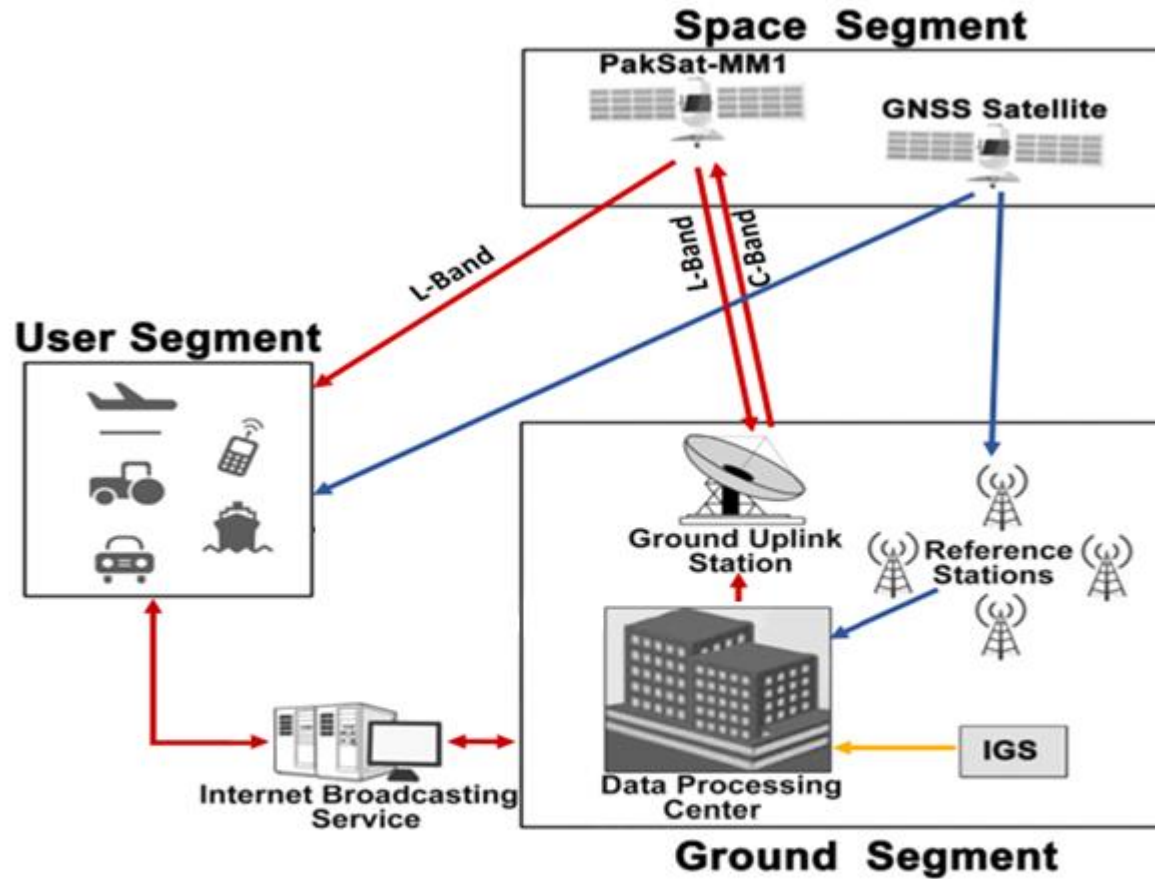 Space Segment
PakSat-MM1
GNSS Satellite
L-Band
L-Band
C-Band
User Segment
Ground Uplink
Station
Reference
Stations
IGS
Data Processing
Center
Internet Broadcasting
Service
Ground Segment